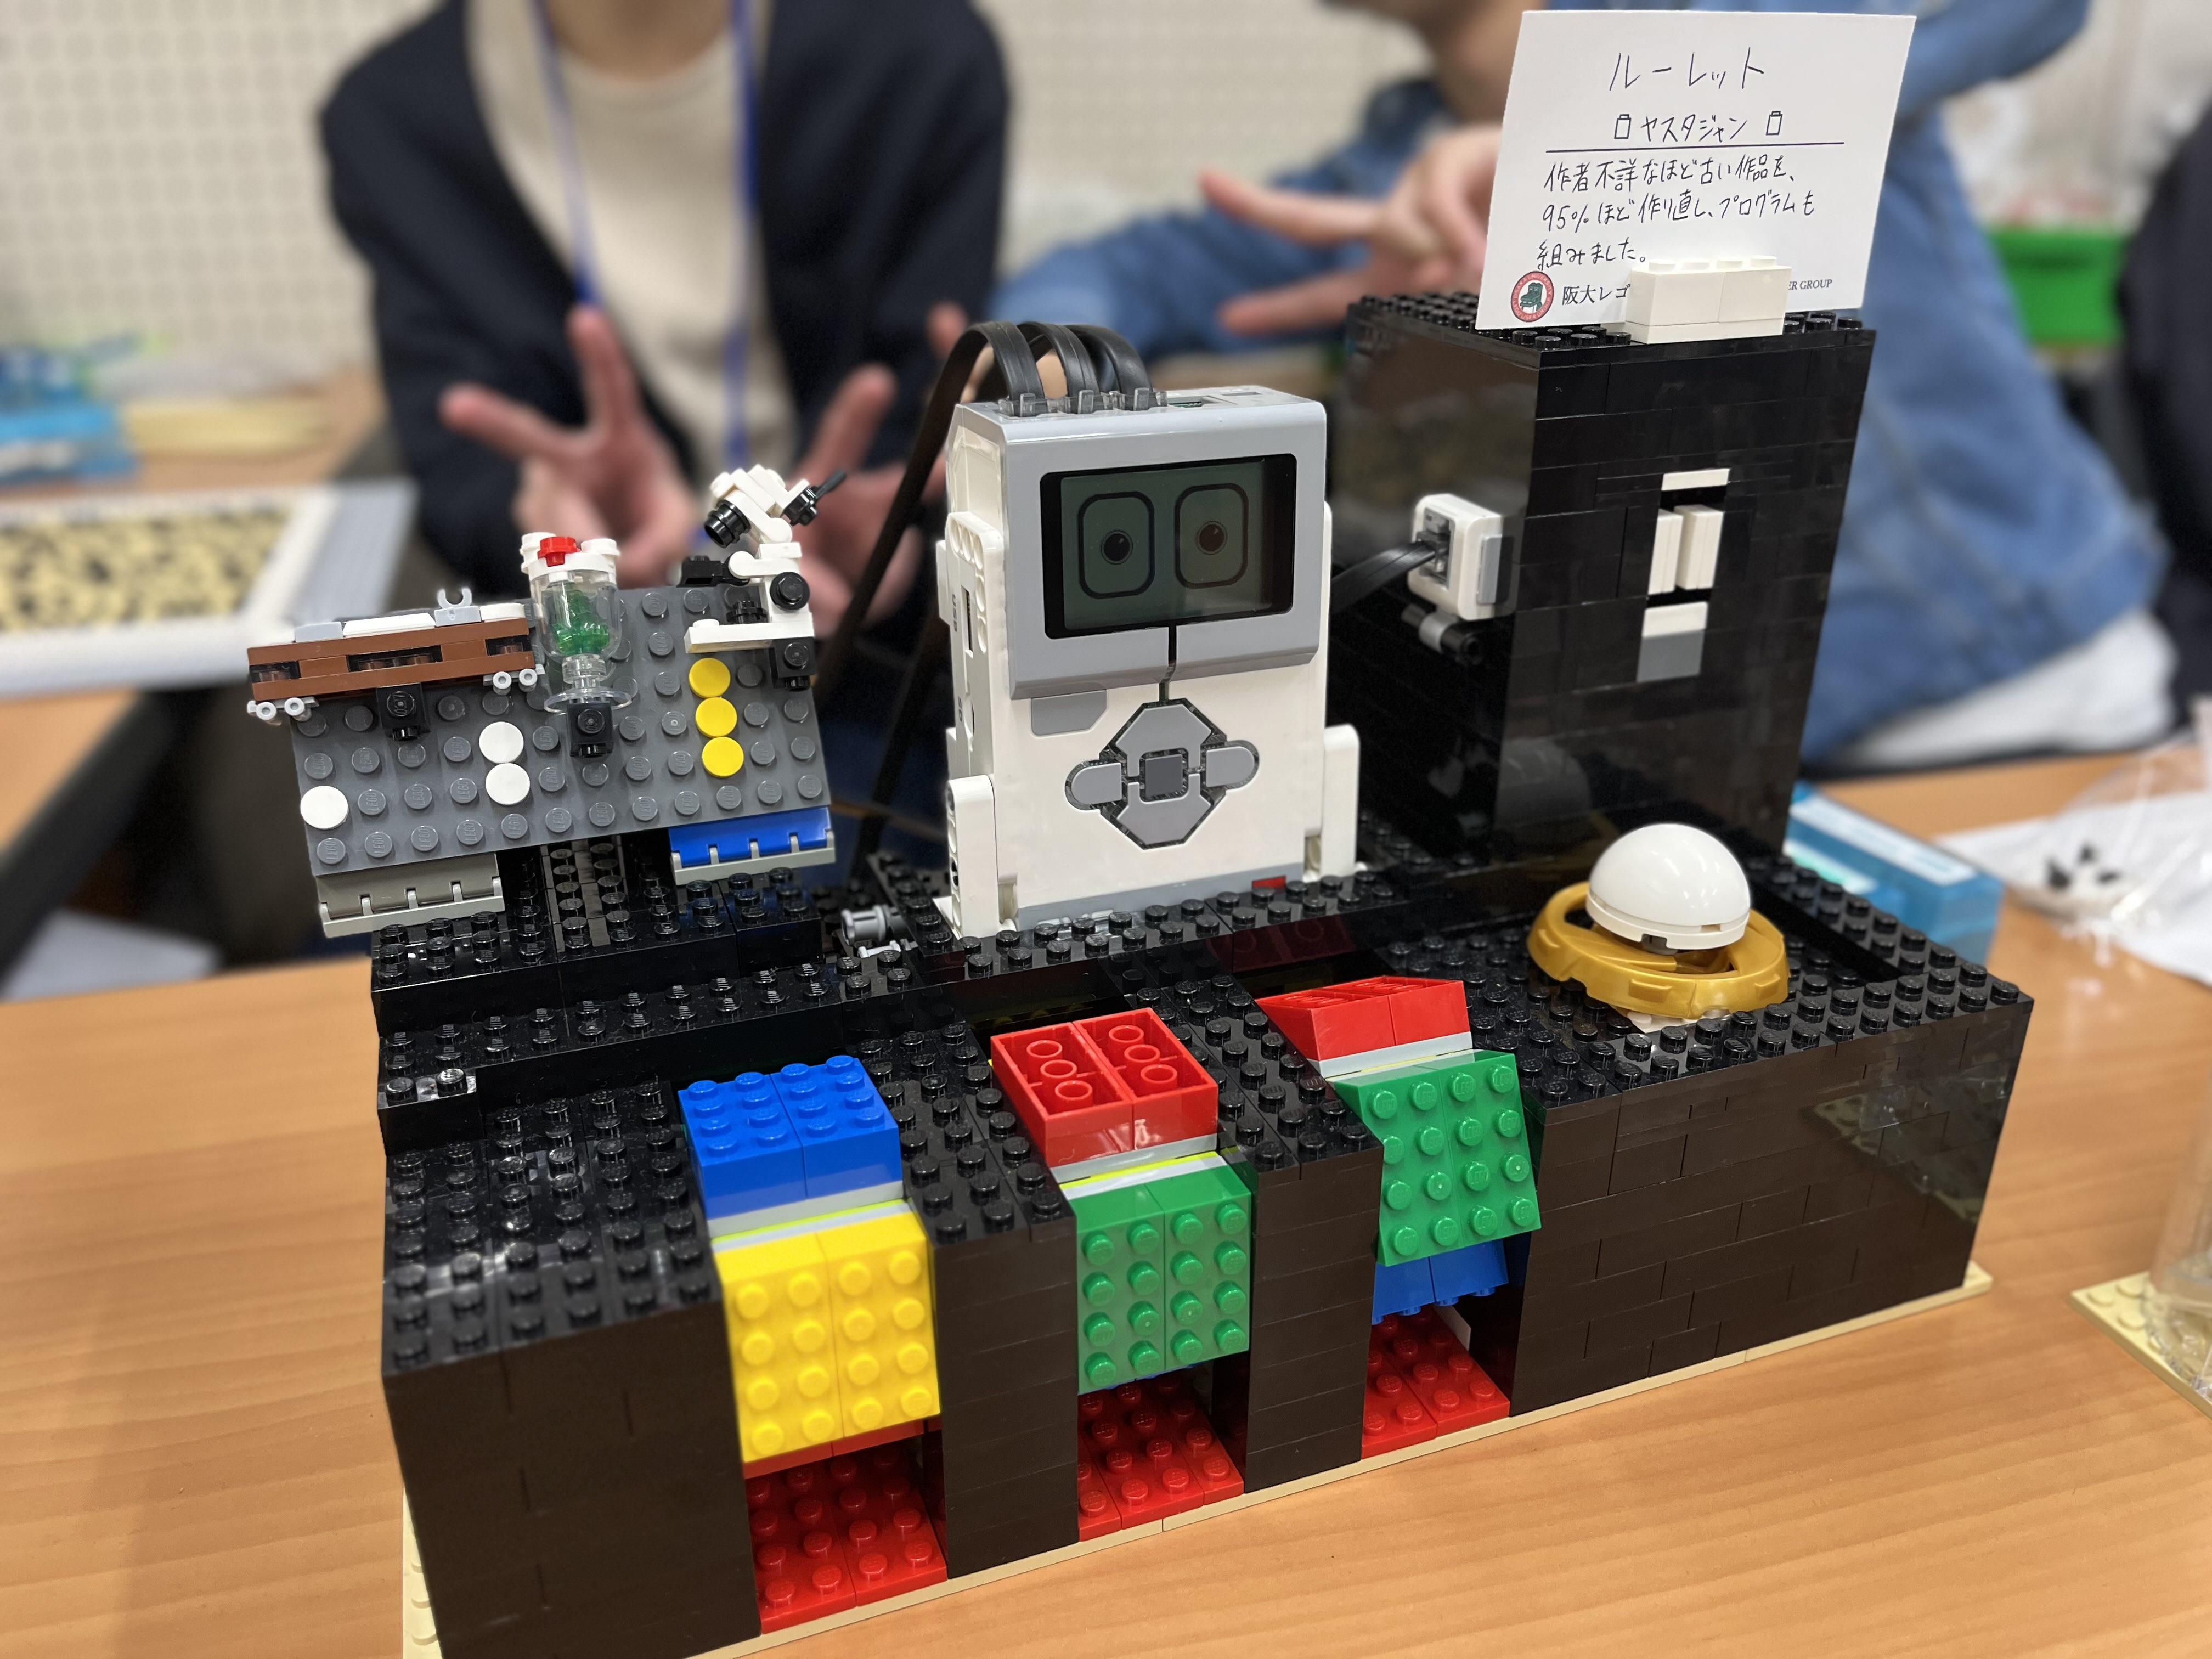 ルーレット
ヤスタジャン
作者不詳なほど古い作品を、
95%ほど作り直し、プログラムも
組みました。
阪大レゴ
ER GROUP